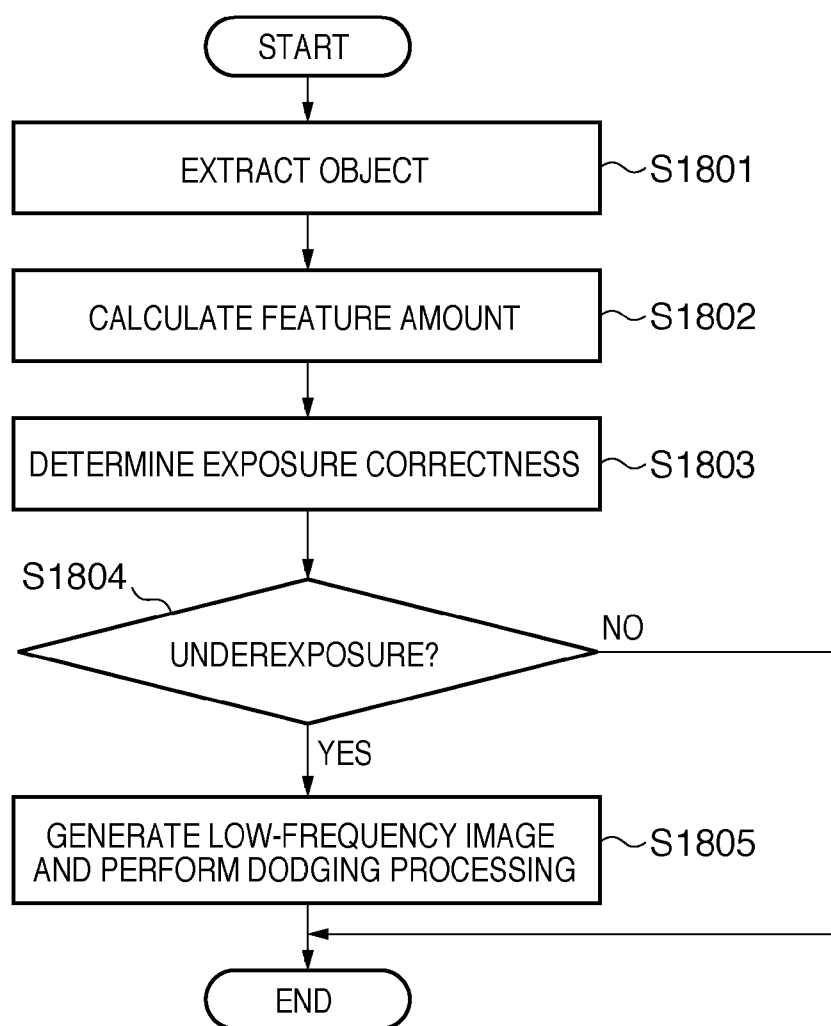 START
EXTRACT OBJECT
S1801
CALCULATE FEATURE AMOUNT
S1802
DETERMINE EXPOSURE CORRECTNESS
S1803
S1804
UNDEREXPOSURE?
NO
YES
GENERATE LOW-FREQUENCY IMAGE
AND PERFORM DODGING PROCESSING
S1805
END